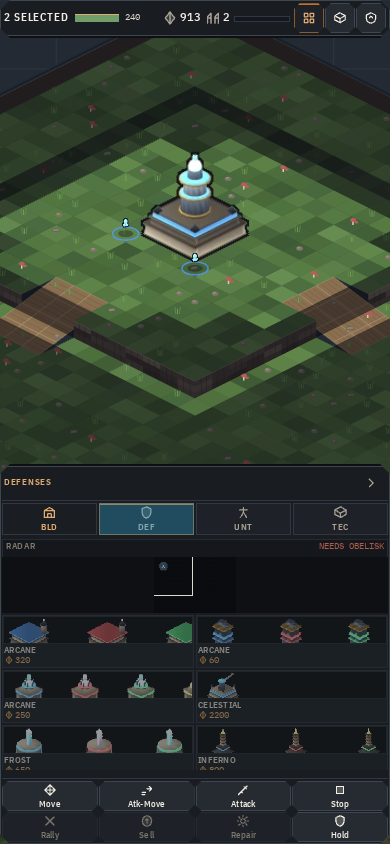 2 SELECTED 240 913 2
DEFENSES
BLD DEF UNT TEC
RADAR NEEDS OBELISK
ARCANE ARCANE
320 60
ARCANE CELESTIAL
250 2200
FROST INFERNO
Move Atk-Move Attack Stop
Rally Sell Repair Hold